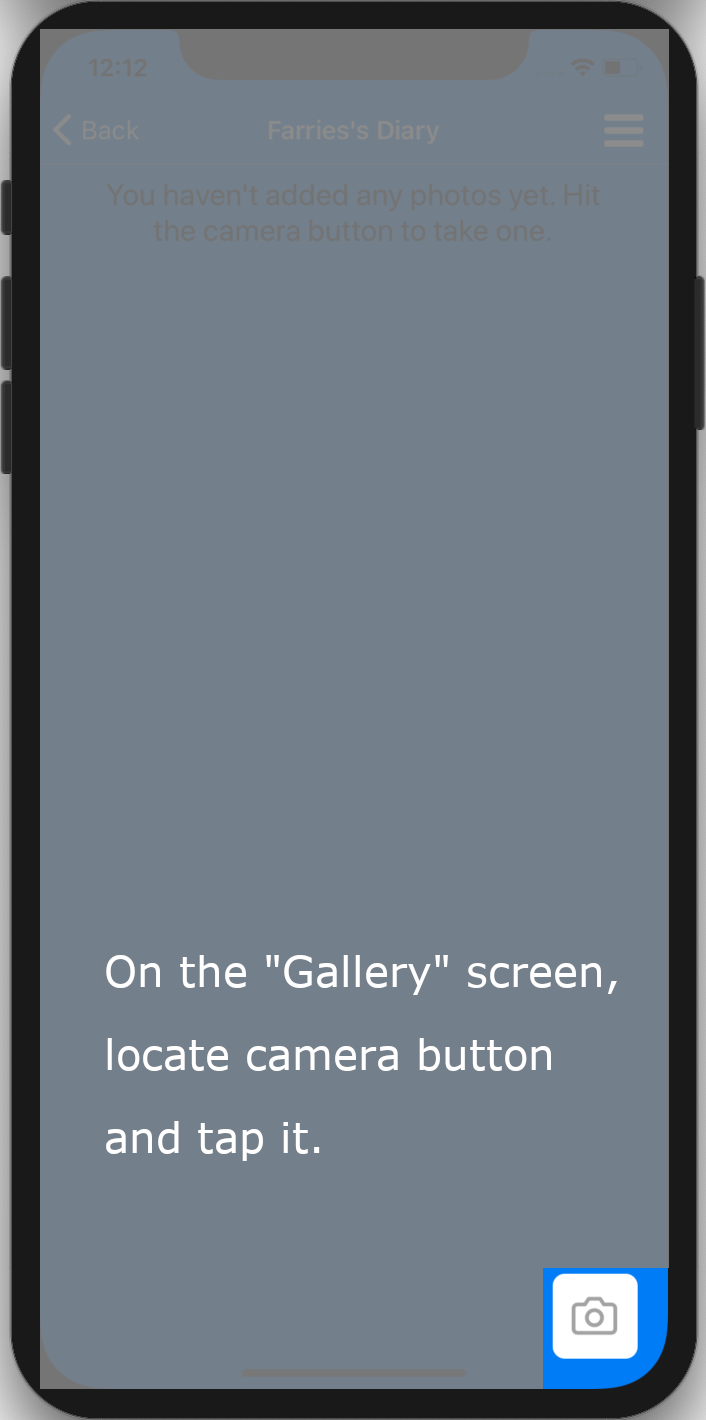 12:12
Back
Farries's Diary
You haven't added any photos yet. Hit
the camera button to take one.
On the "Gallery" screen,
locate camera button
and tap it.